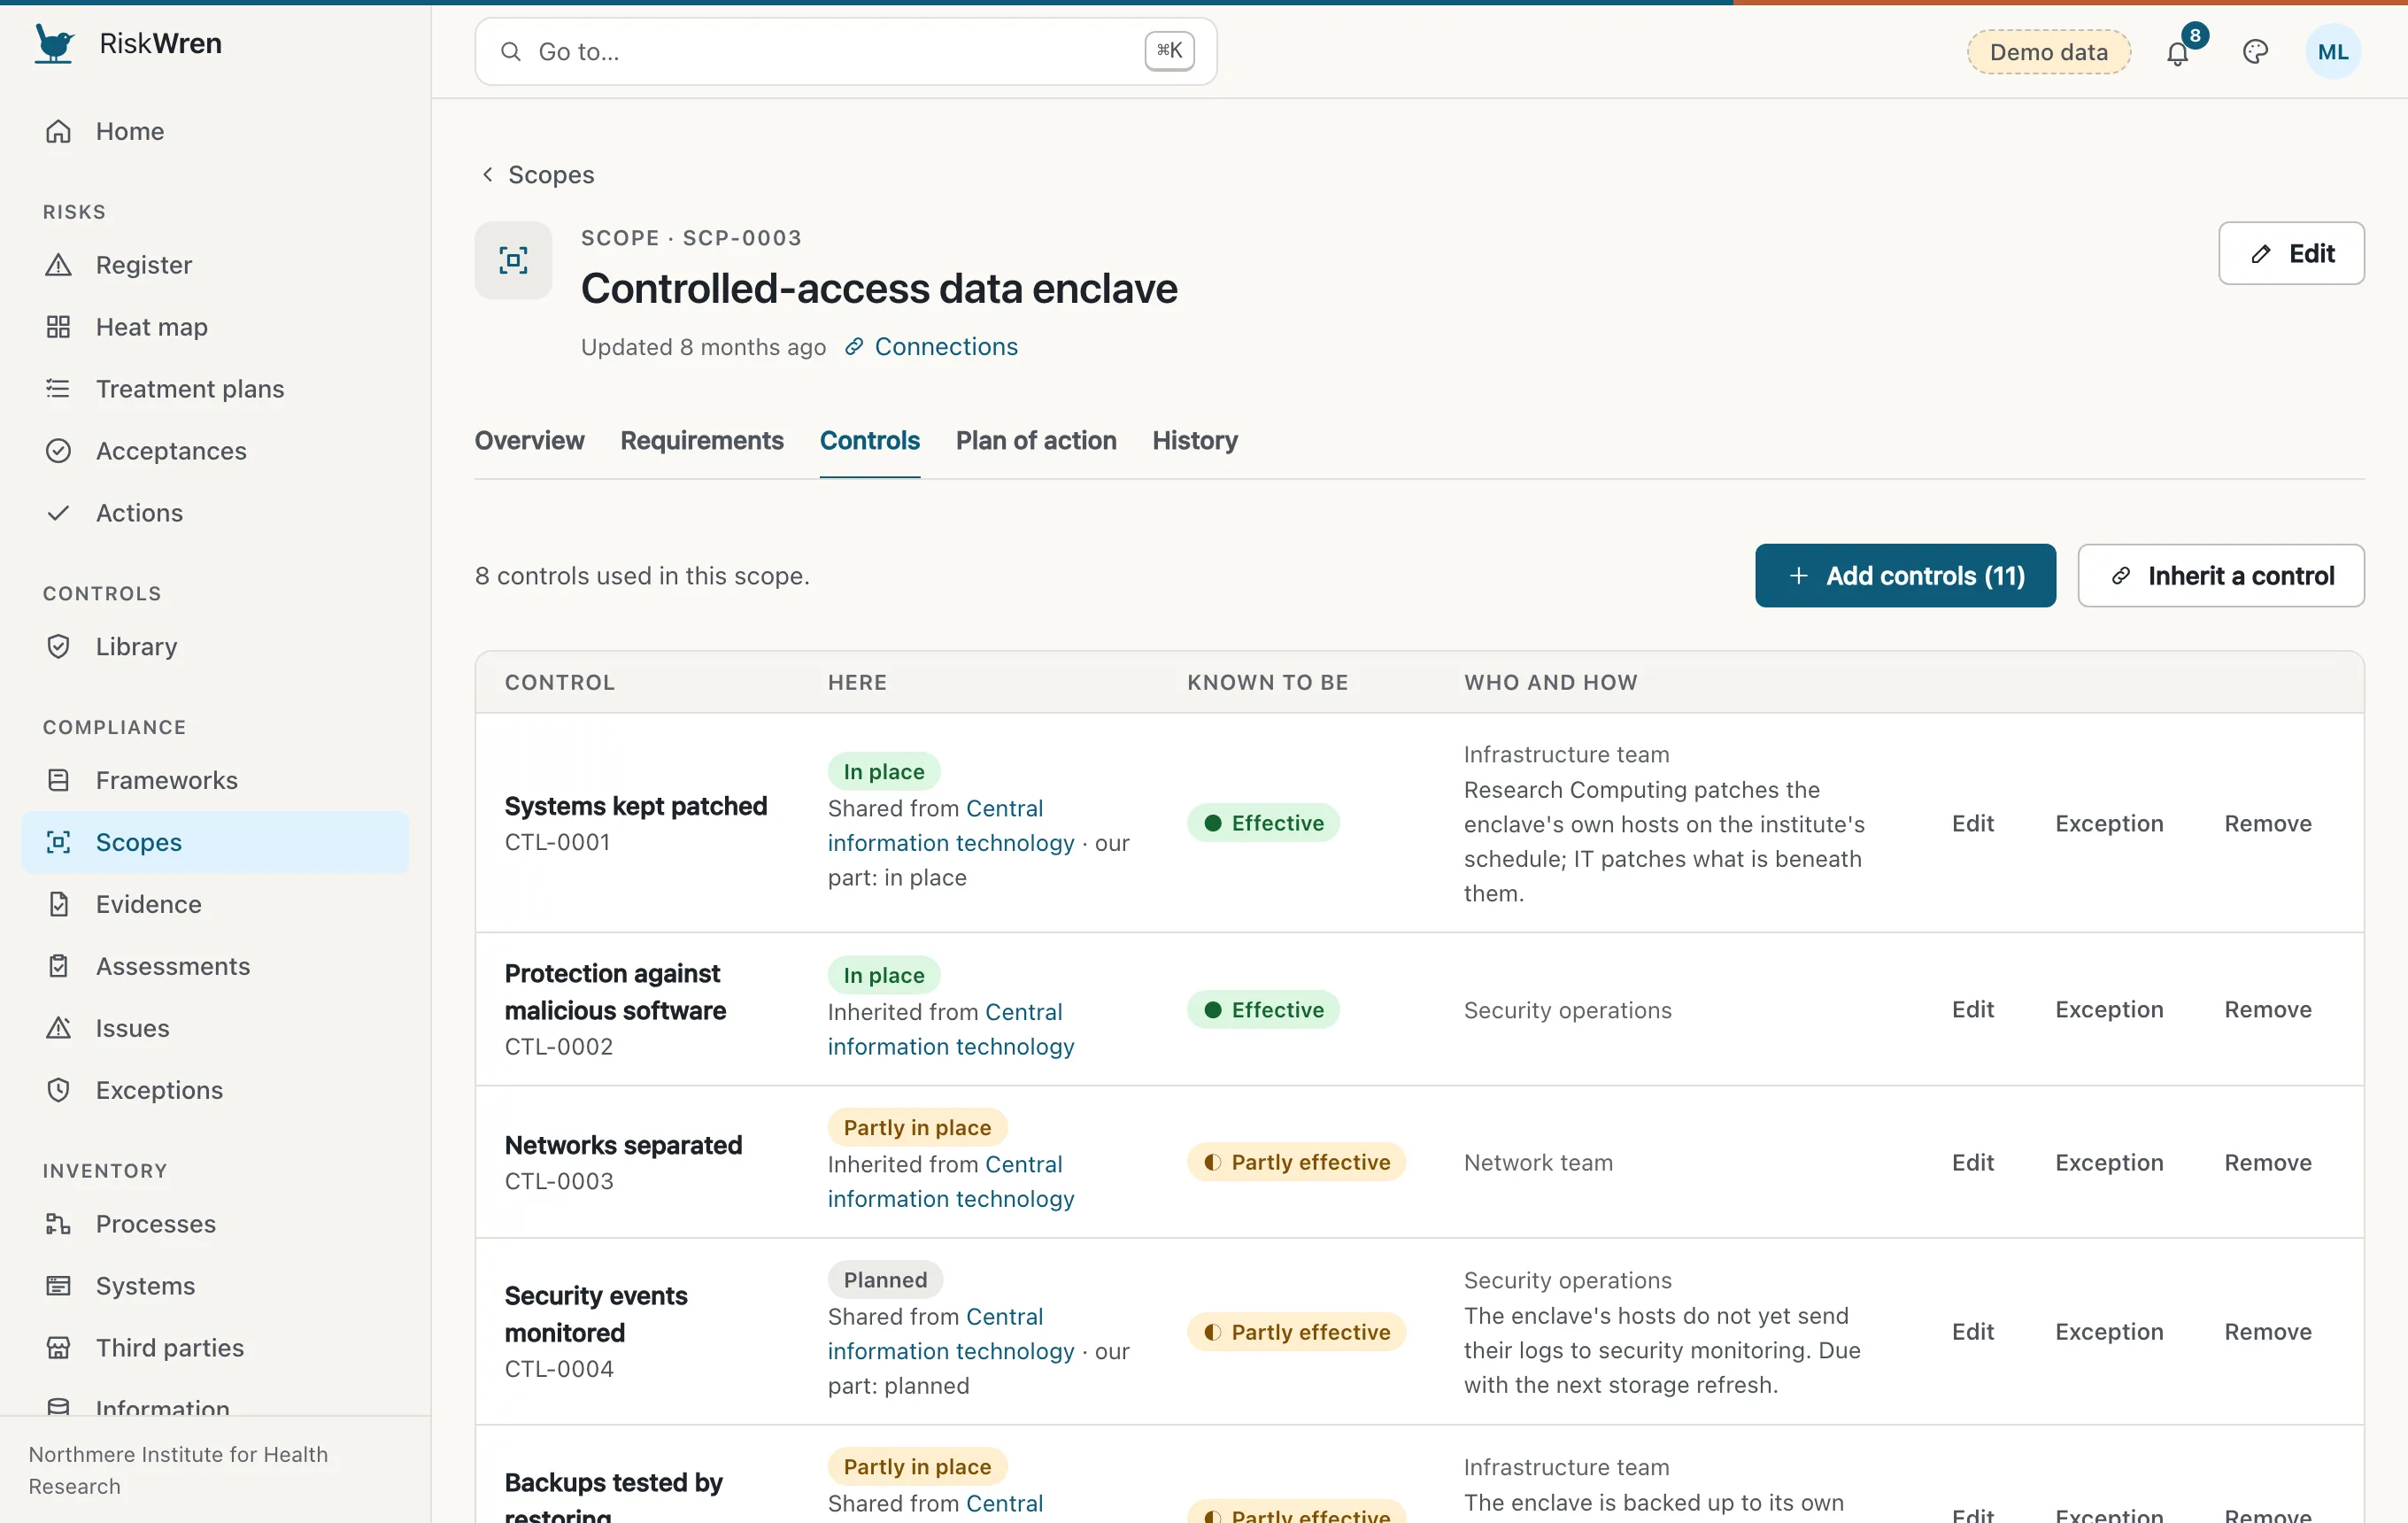 RiskWren
Go to...
⌘K
Demo data
8
ML
Home
RISKS
Register
Heat map
Treatment plans
Acceptances
Actions
CONTROLS
Library
COMPLIANCE
Frameworks
Scopes
Evidence
Assessments
Issues
Exceptions
INVENTORY
Processes
Systems
Third parties
Information
Northmere Institute for Health
Research
Scopes
SCOPE · SCP-0003
Controlled-access data enclave
Updated 8 months ago
Connections
Edit
Overview
Requirements
Controls
Plan of action
History
8 controls used in this scope.
Add controls (11)
Inherit a control
CONTROL
HERE
KNOWN TO BE
WHO AND HOW
Systems kept patched
CTL-0001
In place
Shared from Central
information technology · our
part: in place
Effective
Infrastructure team
Research Computing patches the
enclave's own hosts on the institute's
schedule; IT patches what is beneath
them.
Edit
Exception
Remove
Protection against
malicious software
CTL-0002
In place
Inherited from Central
information technology
Effective
Security operations
Edit
Exception
Remove
Networks separated
CTL-0003
Partly in place
Inherited from Central
information technology
Partly effective
Network team
Edit
Exception
Remove
Security events
monitored
CTL-0004
Planned
Shared from Central
information technology · our
part: planned
Partly effective
Security operations
The enclave's hosts do not yet send
their logs to security monitoring. Due
with the next storage refresh.
Edit
Exception
Remove
Backups tested by
restoring
Partly in place
Shared from Central
Partly effective
Infrastructure team
The enclave is backed up to its own
Edit
Exception
Remove